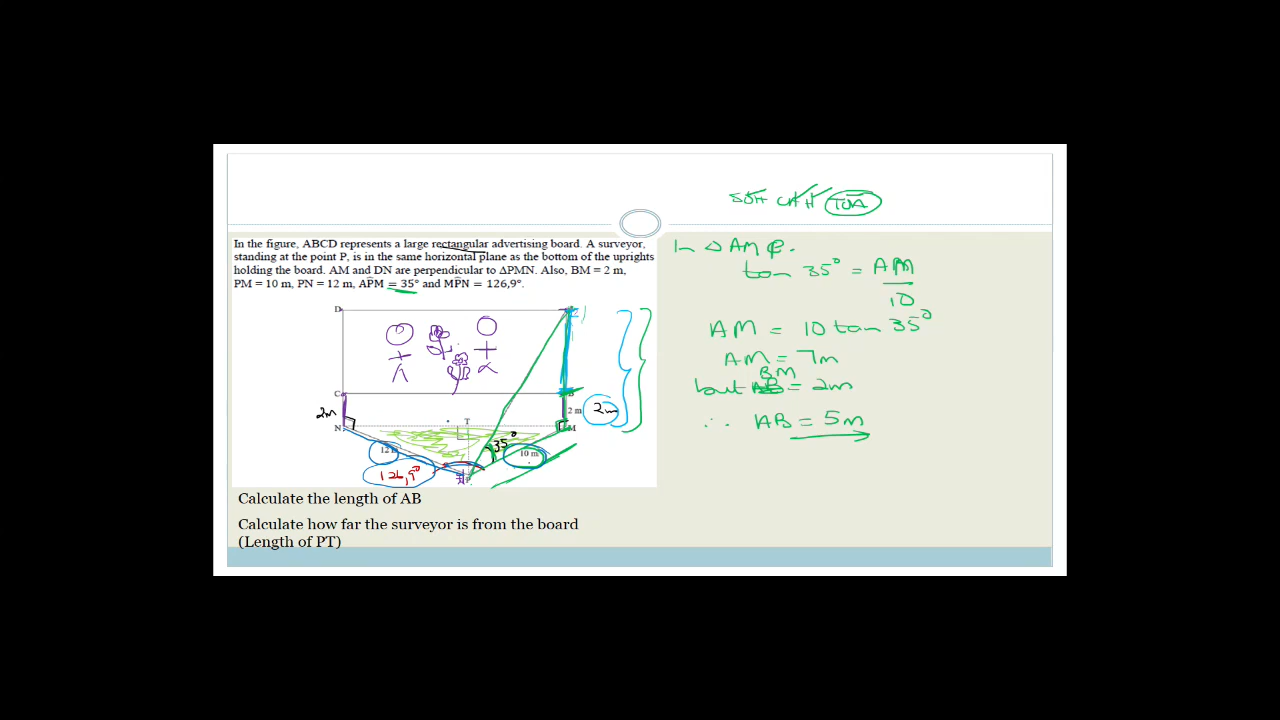 SOH CAH TOA
In the figure, ABCD represents a large rectangular advertising board. A surveyor,
standing at the point P, is in the same horizontal plane as the bottom of the uprights
holding the board. AM and DN are perpendicular to ΔPMN. Also, BM = 2 m,
PM = 10 m, PN = 12 m, AP̂M = 35° and MP̂N = 126,9°.
D
C
2m
N
T
2 m
2m
M
12
35°
10 m
126,9°
Calculate the length of AB
Calculate how far the surveyor is from the board
(Length of PT)
In △ AMP.
tan 35° = AM
10
AM = 10 tan 35°
AM = 7m
BM
but = 2m
∴ AB = 5m